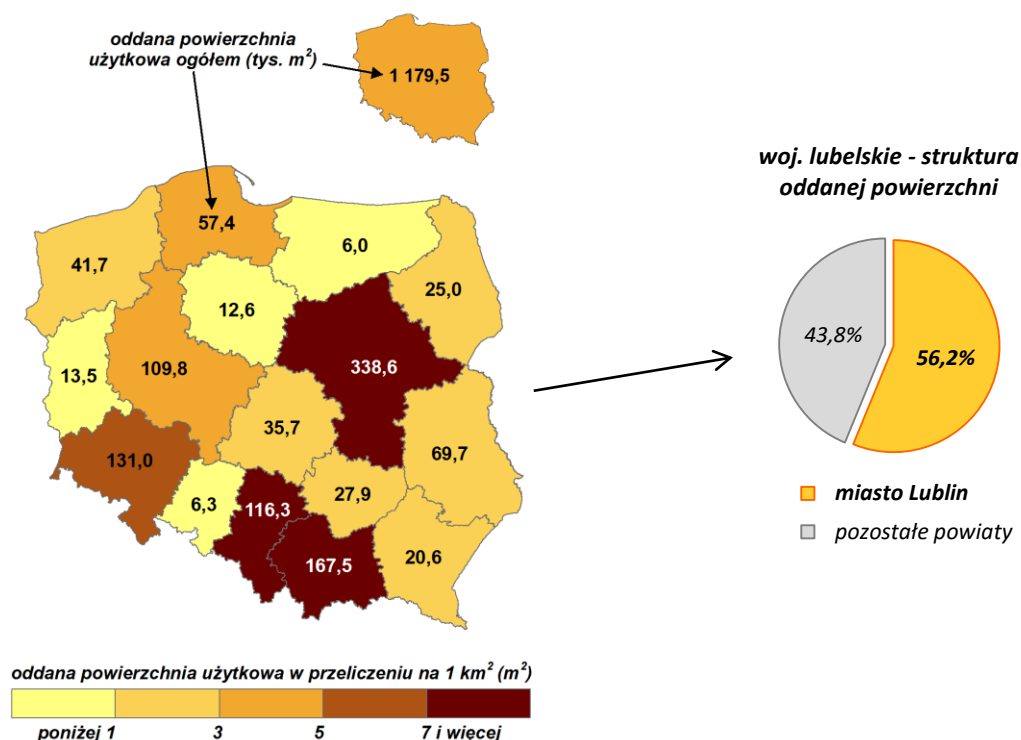 oddana powierzchnia
użytkowa ogółem (tys. m²)
1 179,5
57,4
6,0
41,7
25,0
12,6
338,6
13,5
109,8
35,7
69,7
131,0
27,9
6,3
116,3
167,5
20,6
woj. lubelskie - struktura
oddanej powierzchni
43,8%
56,2%
miasto Lublin
pozostałe powiaty
oddana powierzchnia użytkowa w przeliczeniu na 1 km² (m²)
poniżej 1 3 5 7 i więcej